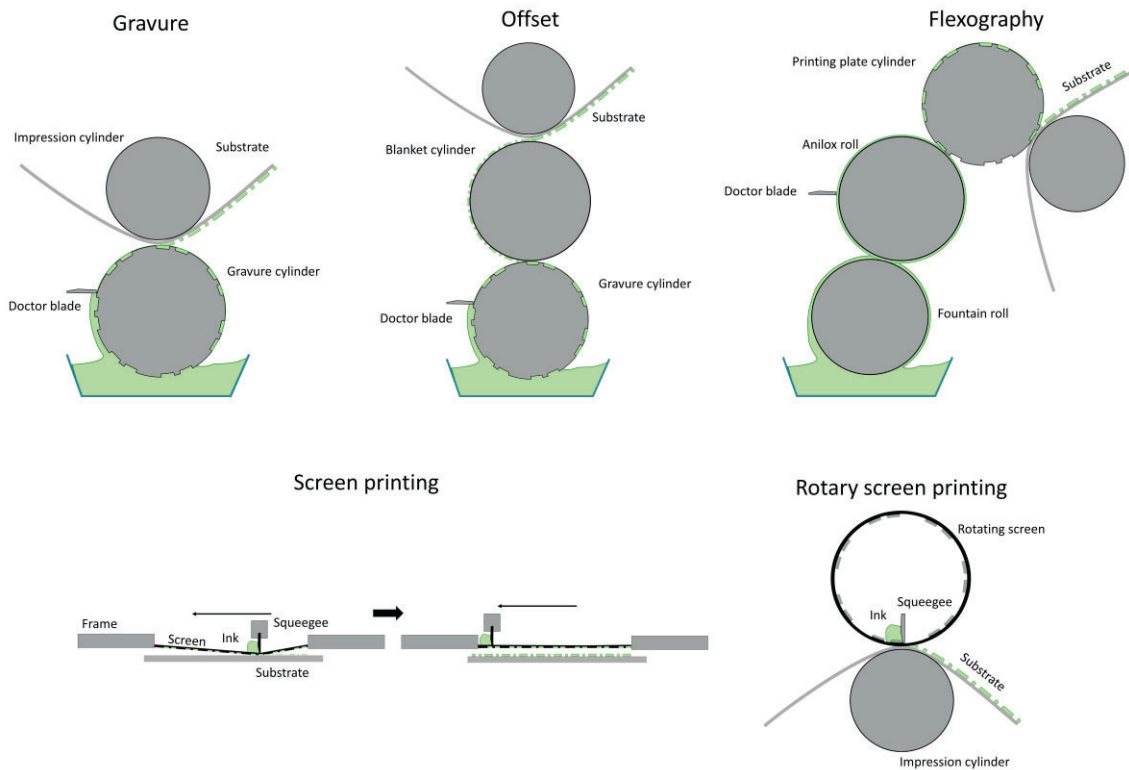 Gravure
Impression cylinder
Substrate
Gravure cylinder
Doctor blade
Offset
Substrate
Blanket cylinder
Gravure cylinder
Doctor blade
Flexography
Printing plate cylinder
Substrate
Anilox roll
Doctor blade
Fountain roll
Screen printing
Frame
Screen
Ink
Squeegee
Substrate
Rotary screen printing
Rotating screen
Squeegee
Ink
Substrate
Impression cylinder